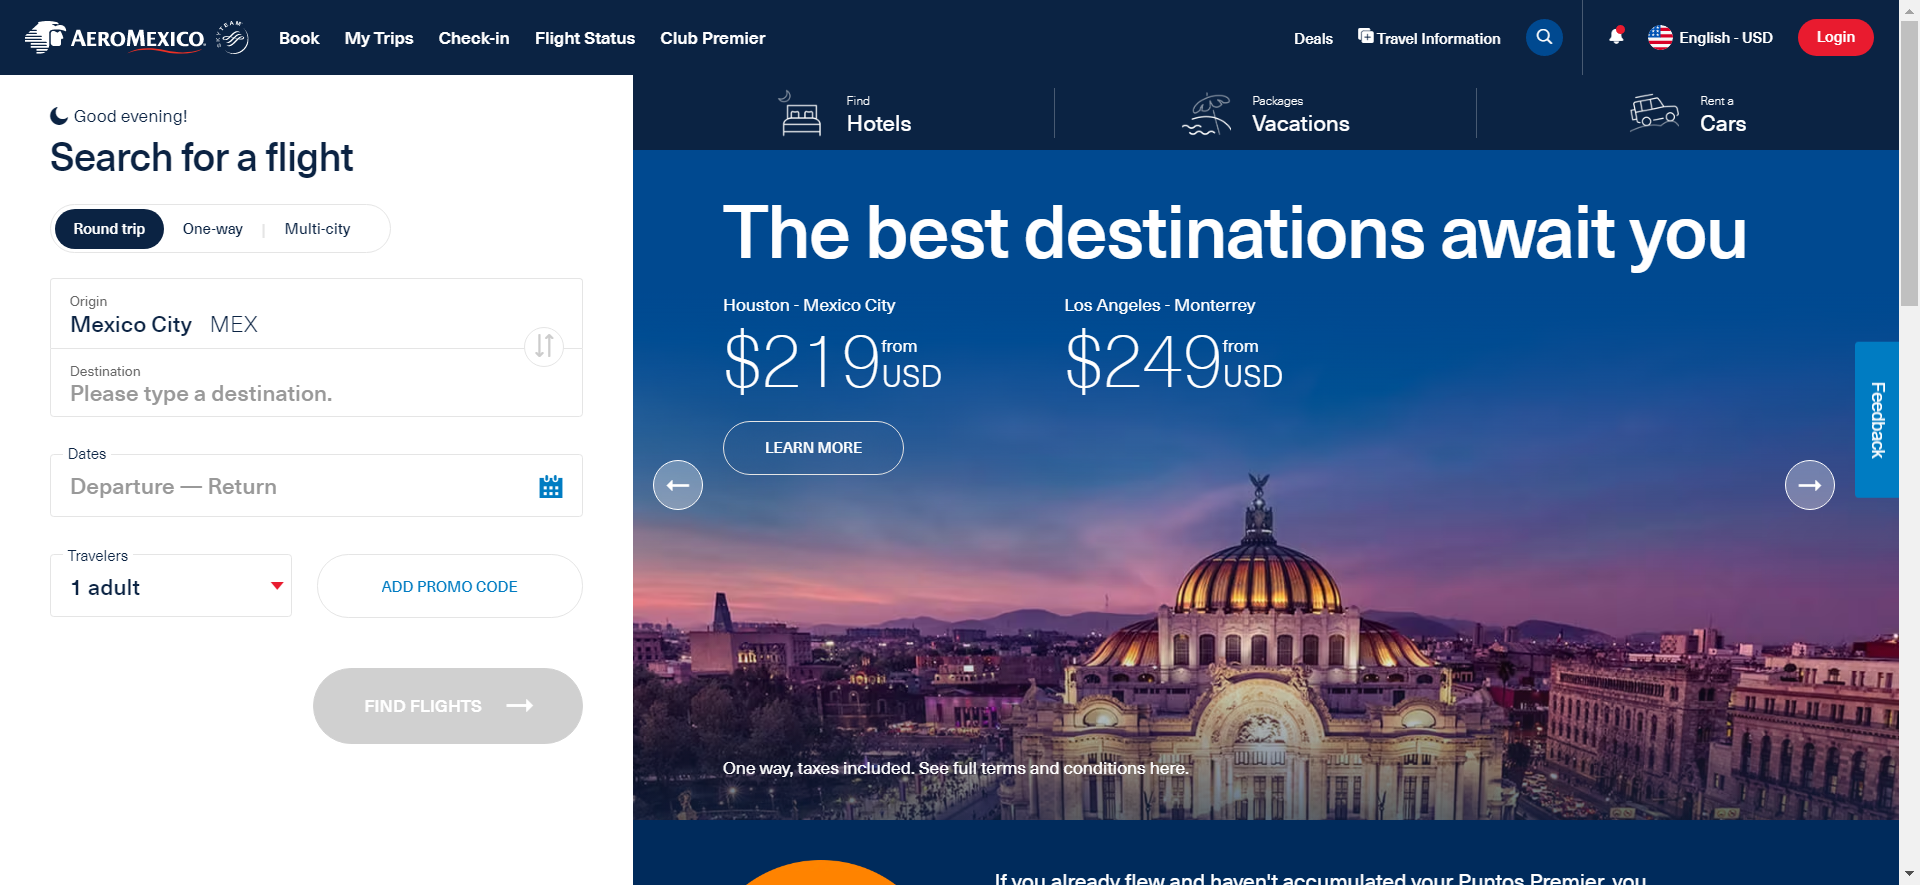 AEROMEXICO
SKYTEAM
Book
My Trips
Check-in
Flight Status
Club Premier
Deals
Travel Information
English - USD
Login
Good evening!
Search for a flight
Round trip
One-way
Multi-city
Origin
Mexico City MEX
Destination
Please type a destination.
Dates
Departure — Return
Travelers
1 adult
ADD PROMO CODE
FIND FLIGHTS
Find
Hotels
Packages
Vacations
Rent a
Cars
The best destinations await you
Houston - Mexico City
$219 from USD
Los Angeles - Monterrey
$249 from USD
LEARN MORE
Feedback
One way, taxes included. See full terms and conditions here.
If you already flew and haven't accumulated your Puntos Premier, you